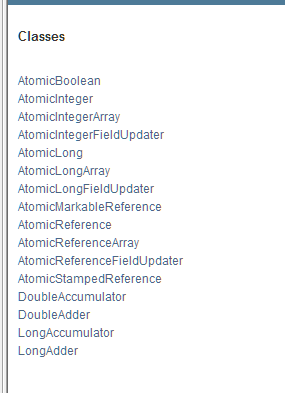 Classes
AtomicBoolean
AtomicInteger
AtomicIntegerArray
AtomicIntegerFieldUpdater
AtomicLong
AtomicLongArray
AtomicLongFieldUpdater
AtomicMarkableReference
AtomicReference
AtomicReferenceArray
AtomicReferenceFieldUpdater
AtomicStampedReference
DoubleAccumulator
DoubleAdder
LongAccumulator
LongAdder